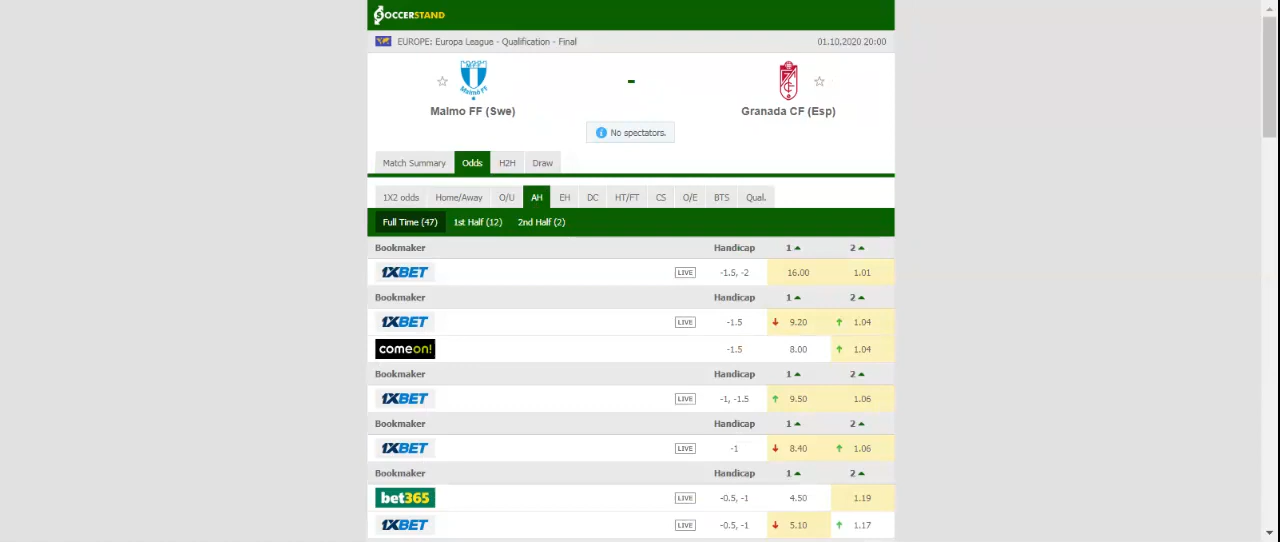 SOCCERSTAND
EUROPE: Europa League - Qualification - Final 01.10.2020 20:00
-
Malmo FF (Swe) Granada CF (Esp)
No spectators.
Match Summary Odds H2H Draw
1X2 odds Home/Away O/U AH EH DC HT/FT CS O/E BTS Qual.
Full Time (47) 1st Half (12) 2nd Half (2)
Bookmaker Handicap 1 2
1XBET LIVE -1.5, -2 16.00 1.01
Bookmaker Handicap 1 2
1XBET LIVE -1.5 9.20 1.04
comeon! -1.5 8.00 1.04
Bookmaker Handicap 1 2
1XBET LIVE -1, -1.5 9.50 1.06
Bookmaker Handicap 1 2
1XBET LIVE -1 8.40 1.06
Bookmaker Handicap 1 2
bet365 LIVE -0.5, -1 4.50 1.19
1XBET LIVE -0.5, -1 5.10 1.17